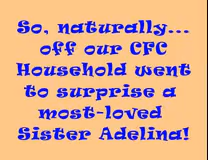 So, naturally...
off our CFC
Household went
to surprise a
most-loved
Sister Adelina!